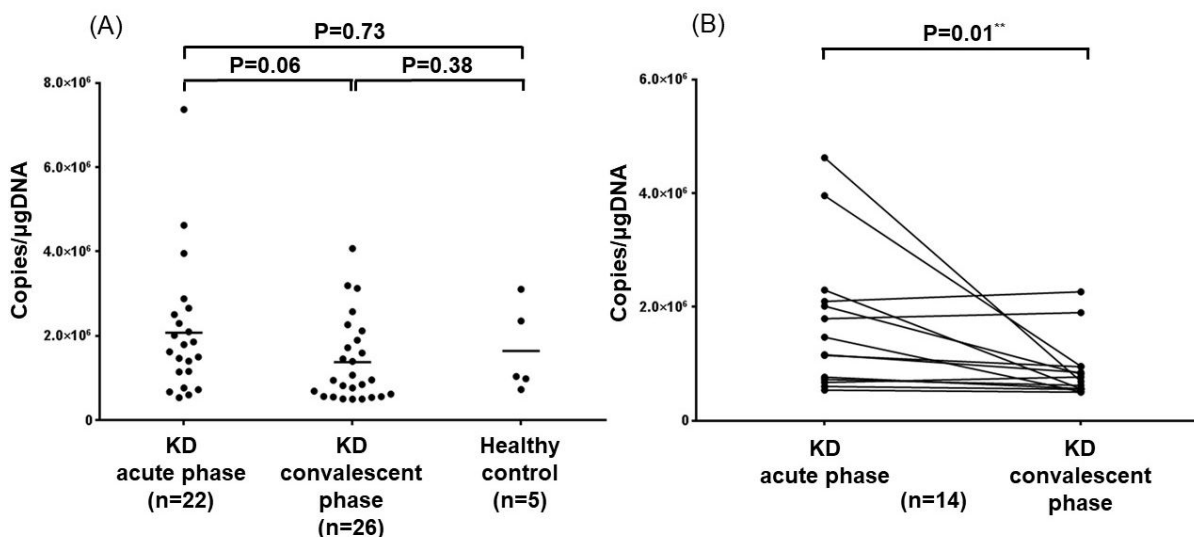 (A)
P=0.73
P=0.06
P=0.38
8.0×10⁶
6.0×10⁶
4.0×10⁶
2.0×10⁶
0
Copies/µgDNA
KD
acute phase
(n=22)
KD
convalescent
phase
(n=26)
Healthy
control
(n=5)
(B)
P=0.01**
6.0×10⁶
4.0×10⁶
2.0×10⁶
0
Copies/µgDNA
KD
acute phase
(n=14)
KD
convalescent
phase